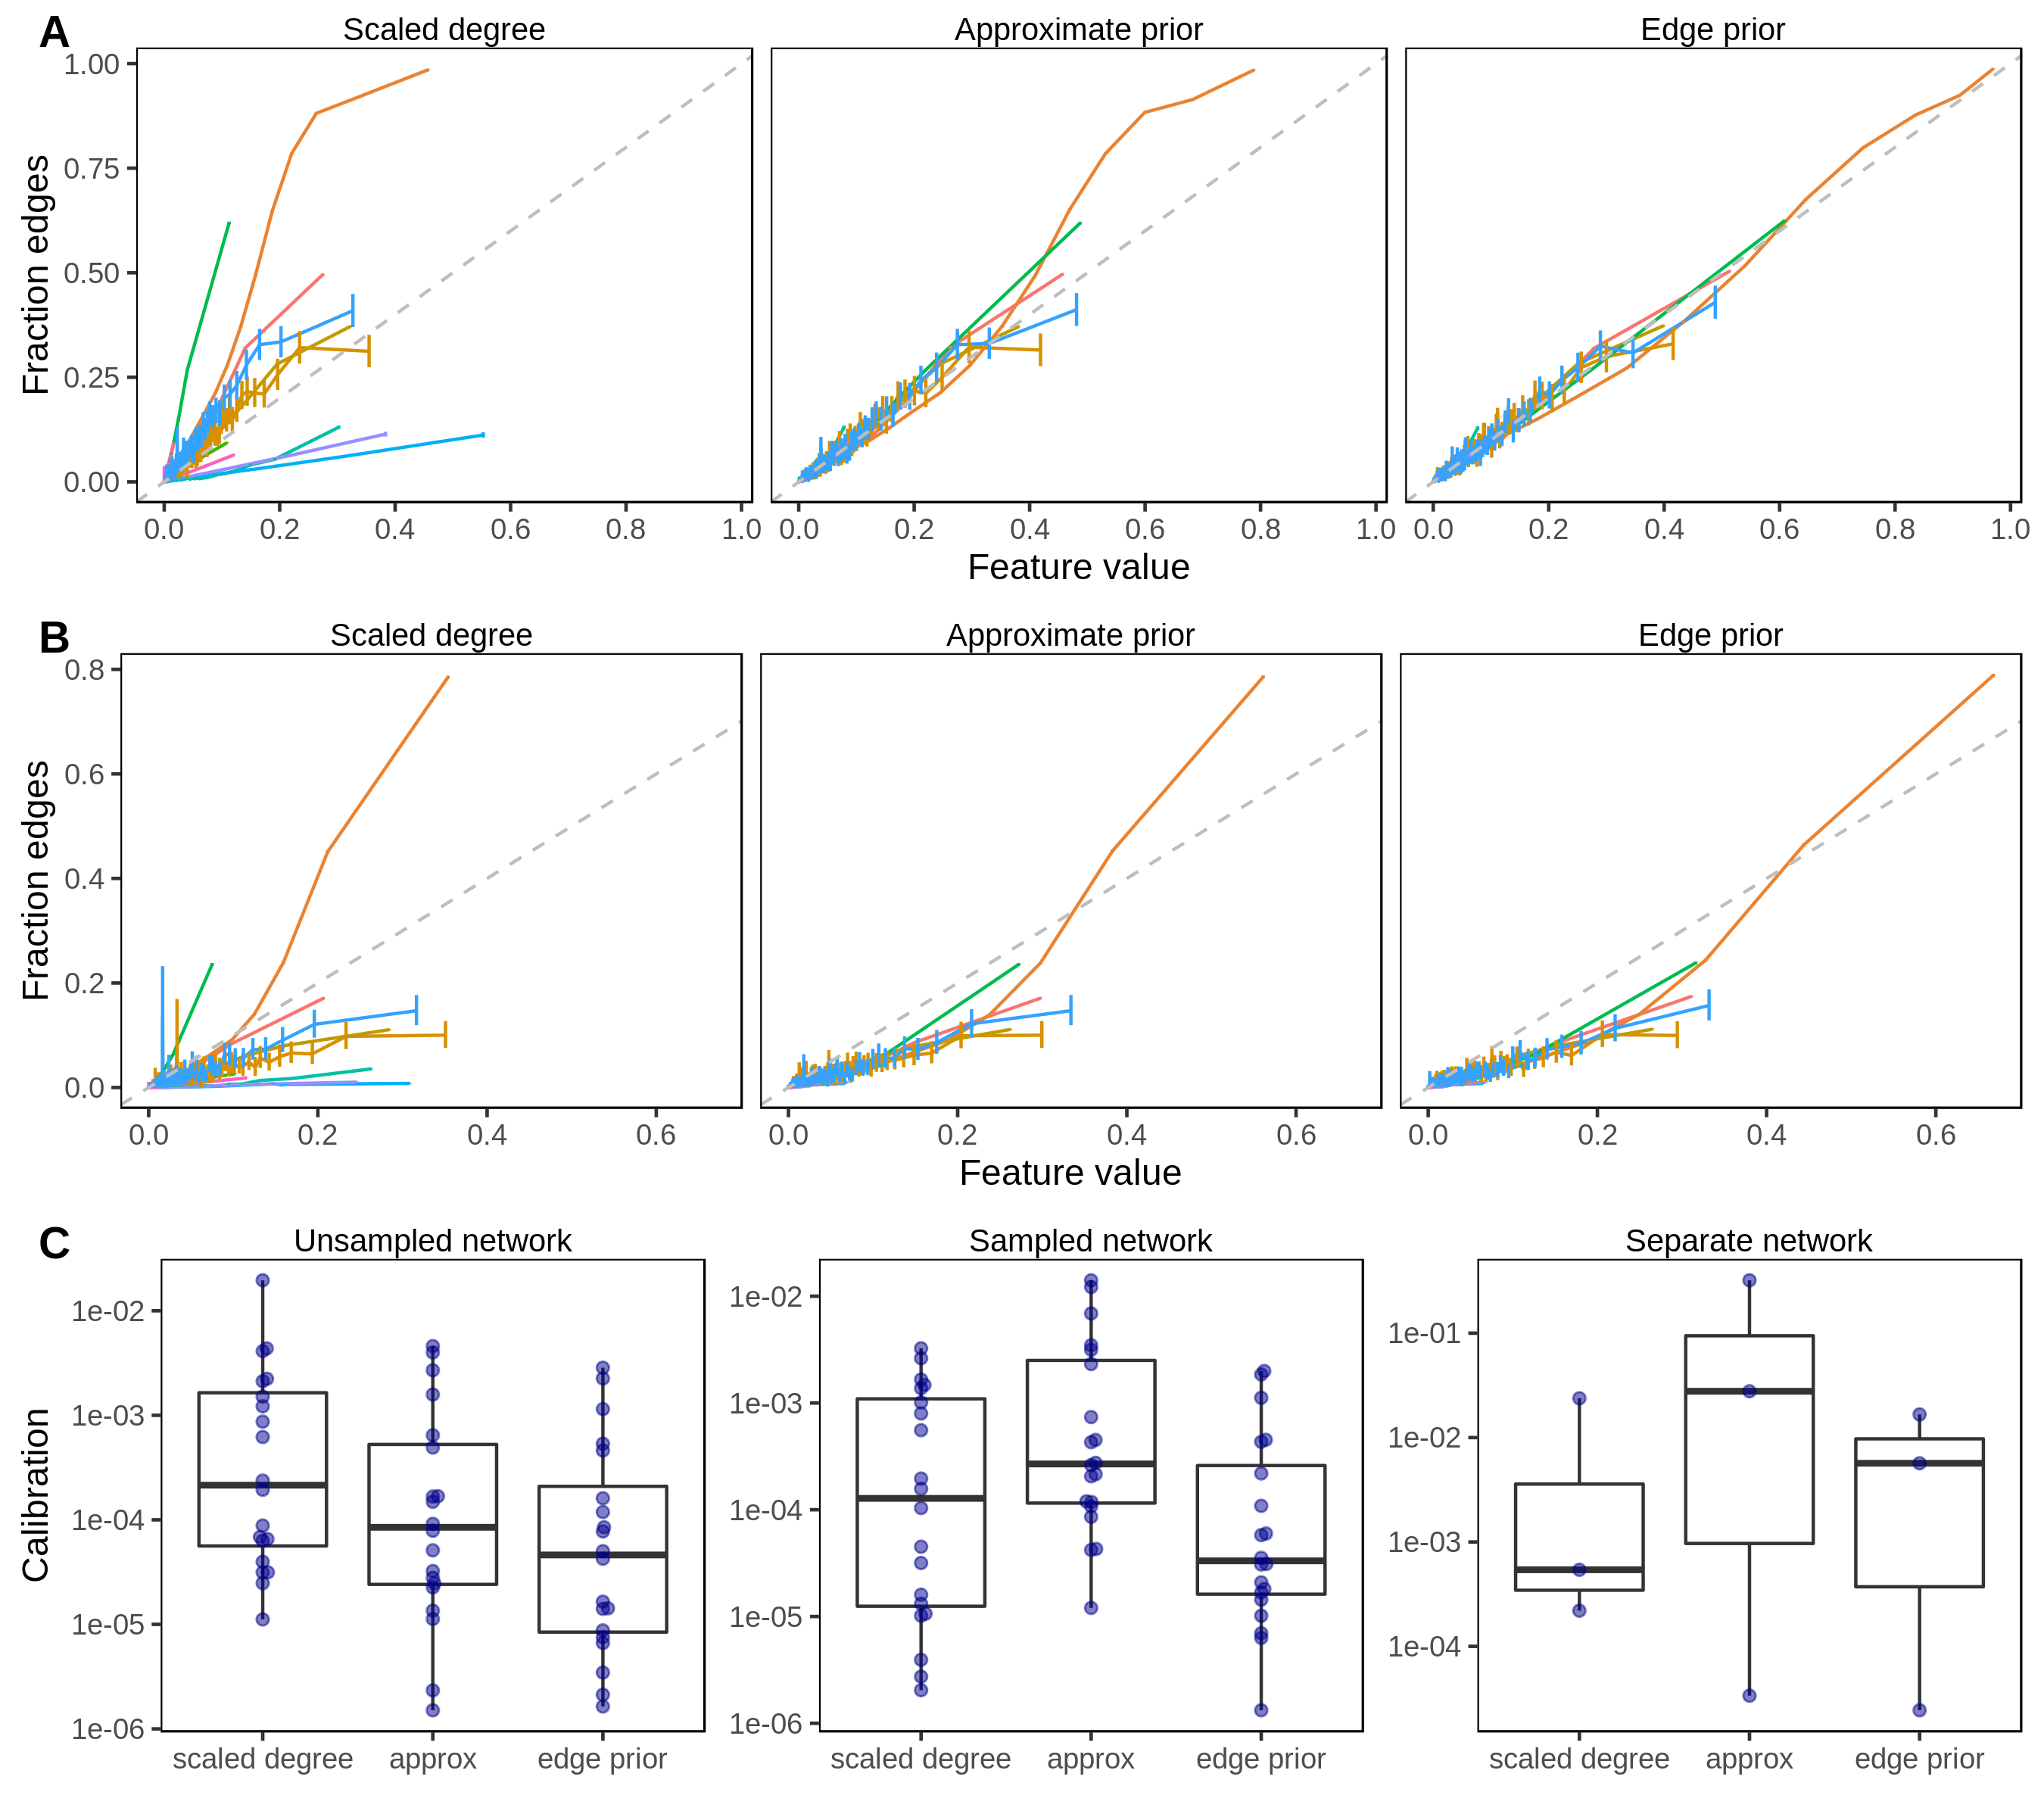 A
Scaled degree
Approximate prior
Edge prior
Fraction edges
1.00
0.75
0.50
0.25
0.00
0.0 0.2 0.4 0.6 0.8 1.0
0.0 0.2 0.4 0.6 0.8 1.0
0.0 0.2 0.4 0.6 0.8 1.0
Feature value
B
Scaled degree
Approximate prior
Edge prior
Fraction edges
0.8
0.6
0.4
0.2
0.0
0.0 0.2 0.4 0.6
0.0 0.2 0.4 0.6
0.0 0.2 0.4 0.6
Feature value
C
Unsampled network
Sampled network
Separate network
Calibration
1e-02
1e-03
1e-04
1e-05
1e-06
scaled degree approx edge prior
1e-02
1e-03
1e-04
1e-05
1e-06
scaled degree approx edge prior
1e-01
1e-02
1e-03
1e-04
scaled degree approx edge prior